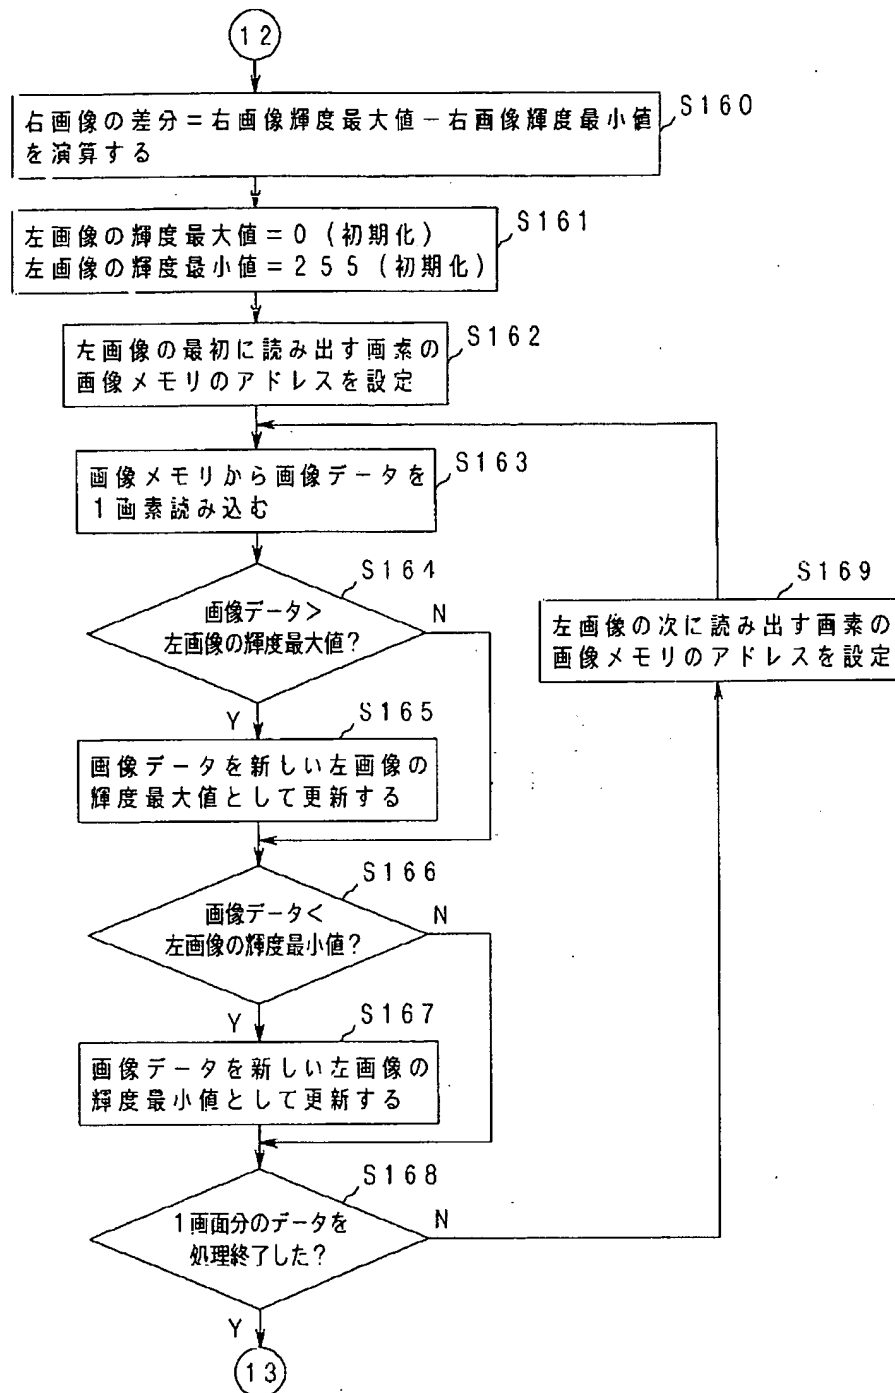 12
S160
右画像の差分=右画像輝度最大値-右画像輝度最小値
を演算する
S161
左画像の輝度最大値=0(初期化)
左画像の輝度最小値=255(初期化)
S162
左画像の最初に読み出す画素の
画像メモリのアドレスを設定
S163
画像メモリから画像データを
1画素読み込む
S164
画像データ>
左画像の輝度最大値?
N
Y
S165
画像データを新しい左画像の
輝度最大値として更新する
S166
画像データ<
左画像の輝度最小値?
N
Y
S167
画像データを新しい左画像の
輝度最小値として更新する
S168
1画面分のデータを
処理終了した?
N
Y
S169
左画像の次に読み出す画素の
画像メモリのアドレスを設定
13